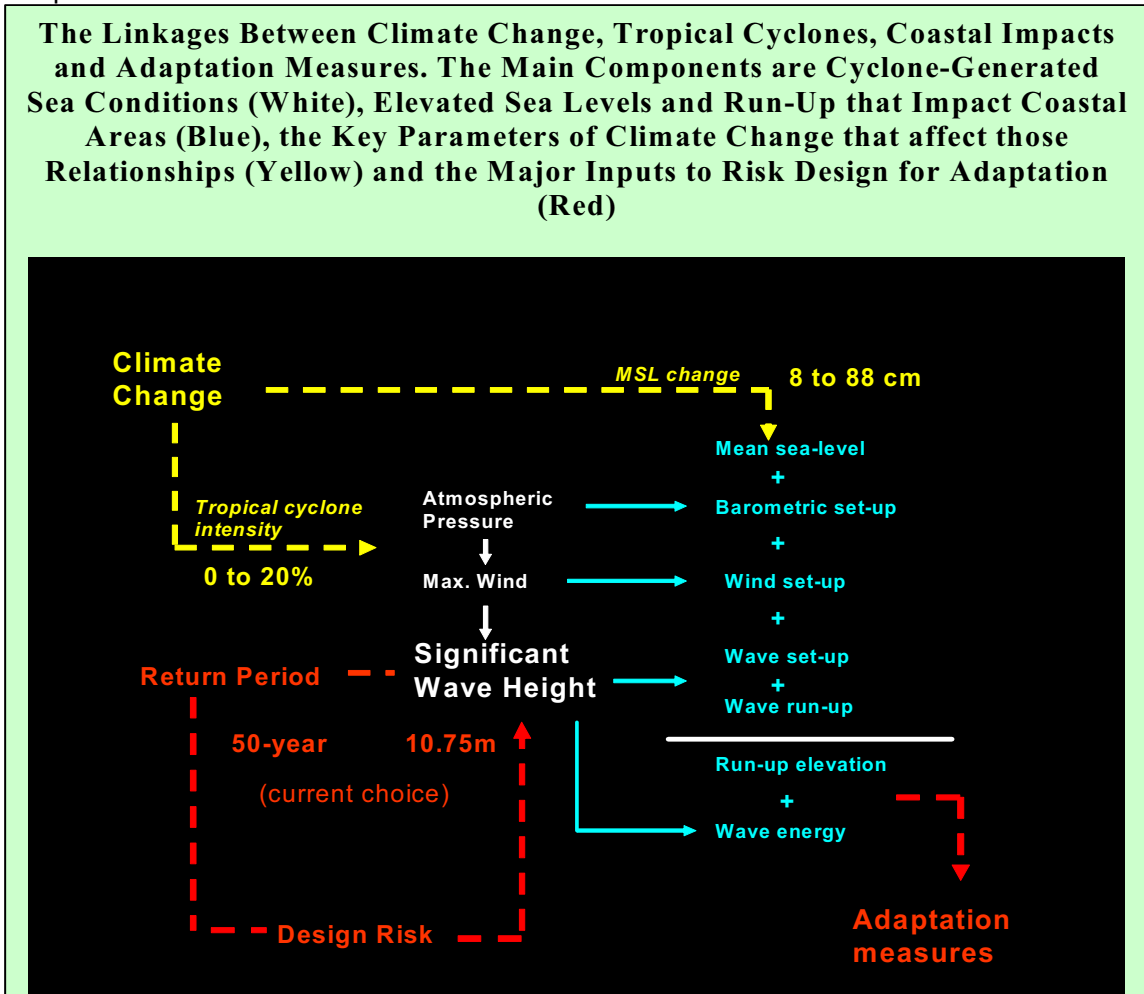 The Linkages Between Climate Change, Tropical Cyclones, Coastal Impacts
and Adaptation Measures. The Main Components are Cyclone-Generated
Sea Conditions (White), Elevated Sea Levels and Run-Up that Impact Coastal
Areas (Blue), the Key Parameters of Climate Change that affect those
Relationships (Yellow) and the Major Inputs to Risk Design for Adaptation
(Red)
Climate
Change
MSL change
8 to 88 cm
Mean sea-level
+
Tropical cyclone
intensity
0 to 20%
Atmospheric
Pressure
Barometric set-up
+
Max. Wind
Wind set-up
+
Return Period
Significant
Wave Height
Wave set-up
+
Wave run-up
50-year
10.75m
(current choice)
Run-up elevation
+
Wave energy
Design Risk
Adaptation
measures